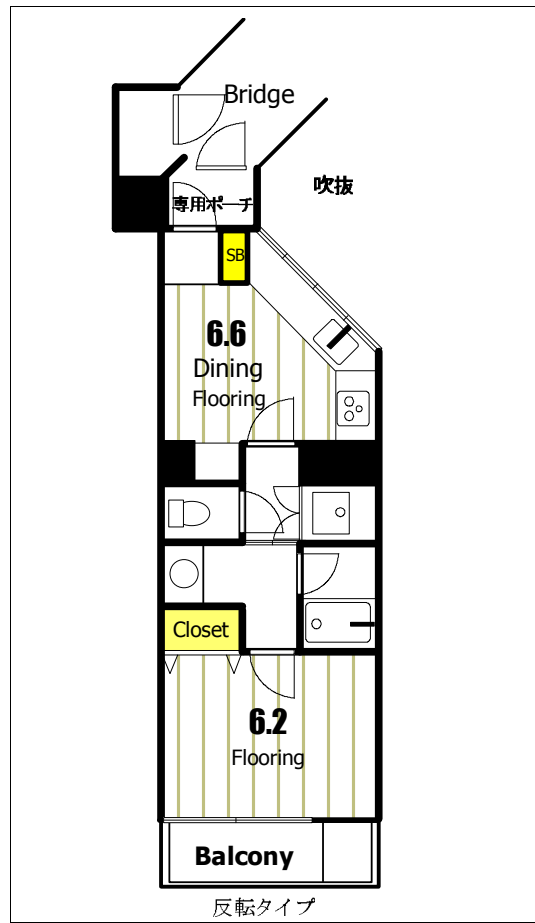 Bridge
吹抜
専用ポーチ
SB
6.6
Dining
Flooring
Closet
6.2
Flooring
Balcony
反転タイプ